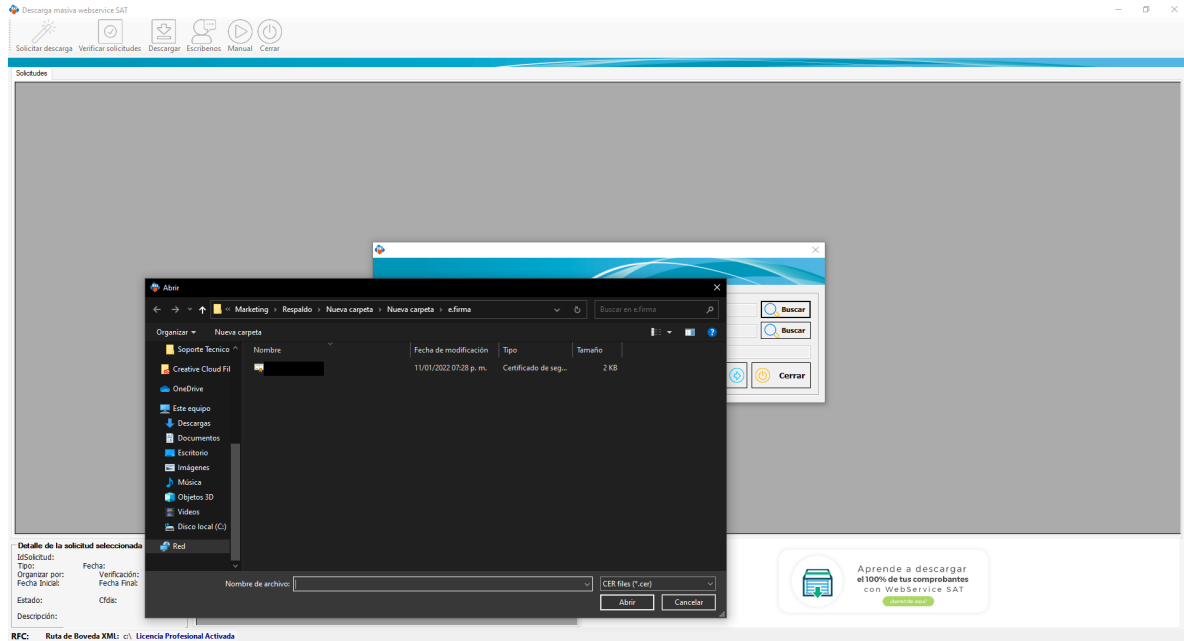 Descarga masiva webservice SAT
Solicitar descarga Verificar solicitudes Descargar Escríbenos Manual Cerrar
Solicitudes
Abrir
« Marketing › Respaldo › Nueva carpeta › Nueva carpeta › e.firma
Buscar en e.firma
Organizar Nueva carpeta
Nombre Fecha de modificación Tipo Tamaño
11/01/2022 07:28 p. m. Certificado de seg... 2 KB
Soporte Tecnico
Creative Cloud Fil
OneDrive
Este equipo
Descargas
Documentos
Escritorio
Imágenes
Música
Objetos 3D
Videos
Disco local (C:)
Red
Nombre de archivo:
CER files (*.cer)
Abrir Cancelar
Buscar
Buscar
Cerrar
Detalle de la solicitud seleccionada
IdSolicitud:
Tipo: Fecha:
Organizar por: Verificación:
Fecha Inicial: Fecha Final:
Estado: Cfdis:
Descripción:
Aprende a descargar
el 100% de tus comprobantes
con WebService SAT
¡Aprende aquí!
RFC: Ruta de Boveda XML: c:\ Licencia Profesional Activada